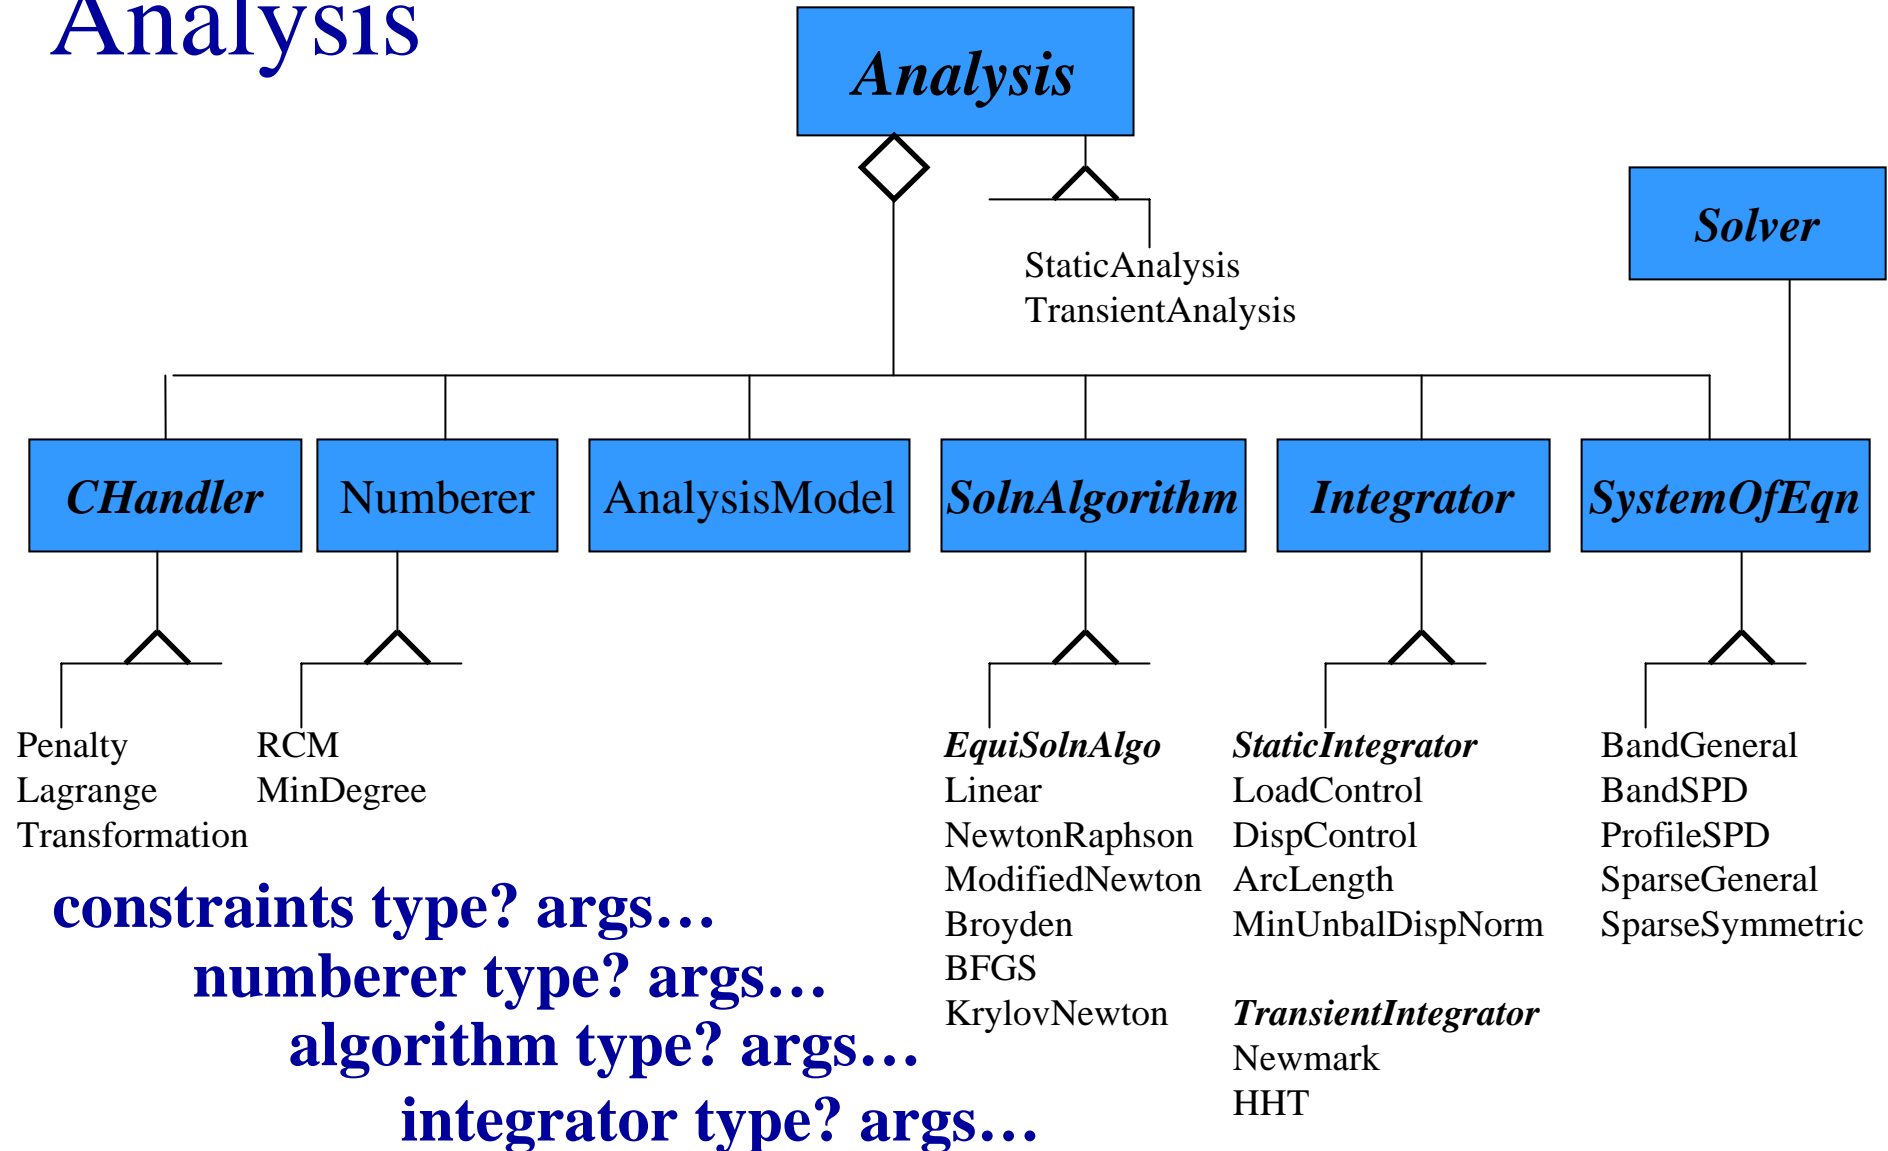 Analysis
Analysis
Solver
StaticAnalysis
TransientAnalysis
CHandler
Numberer
AnalysisModel
SolnAlgorithm
Integrator
SystemOfEqn
Penalty
Lagrange
Transformation
RCM
MinDegree
EquiSolnAlgo
Linear
NewtonRaphson
ModifiedNewton
Broyden
BFGS
KrylovNewton
StaticIntegrator
LoadControl
DispControl
ArcLength
MinUnbalDispNorm
TransientIntegrator
Newmark
HHT
BandGeneral
BandSPD
ProfileSPD
SparseGeneral
SparseSymmetric
constraints type? args…
numberer type? args…
algorithm type? args…
integrator type? args…